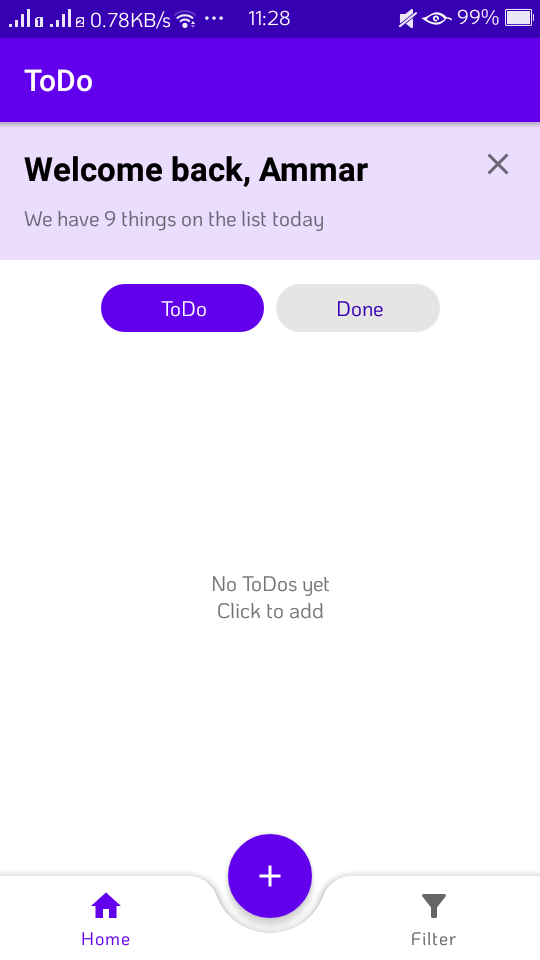 0.78KB/s 11:28 99%
ToDo
Welcome back, Ammar
We have 9 things on the list today
ToDo Done
No ToDos yet
Click to add
Home Filter